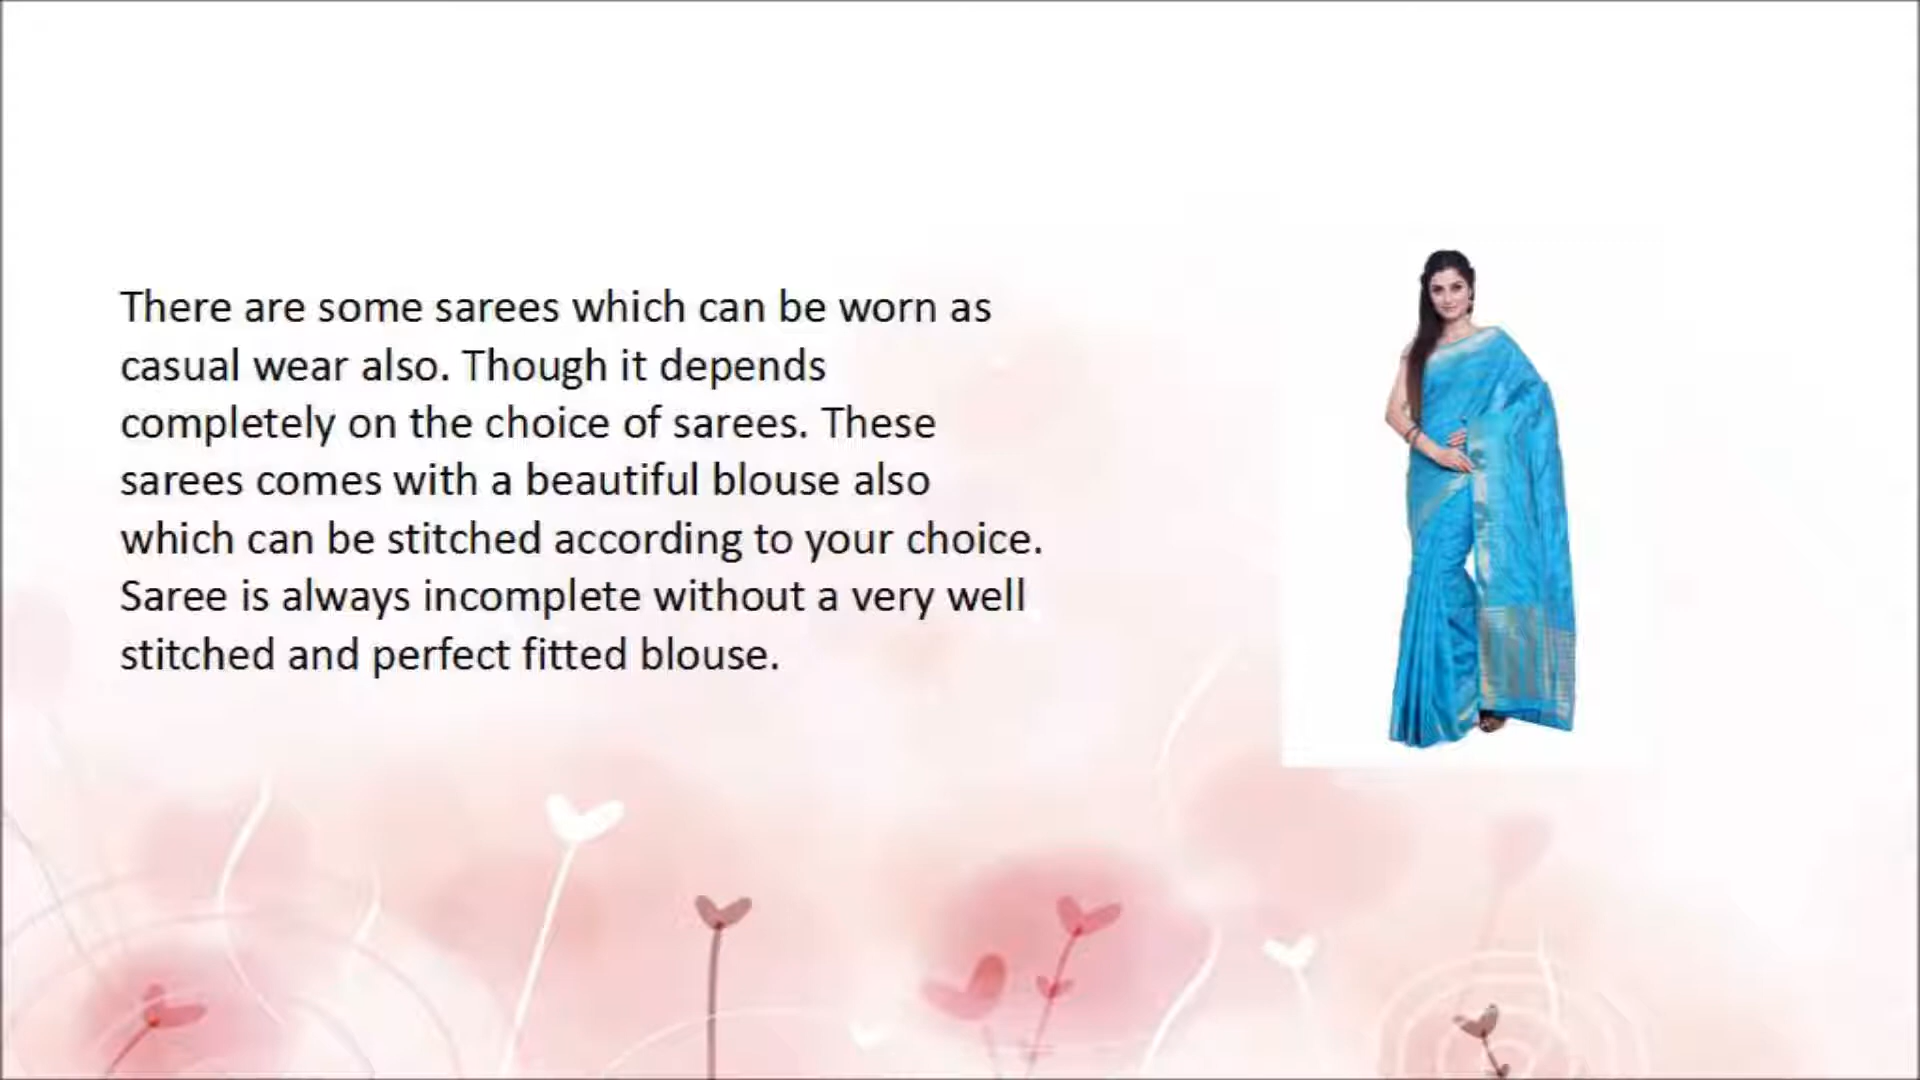 There are some sarees which can be worn as
casual wear also. Though it depends
completely on the choice of sarees. These
sarees comes with a beautiful blouse also
which can be stitched according to your choice.
Saree is always incomplete without a very well
stitched and perfect fitted blouse.